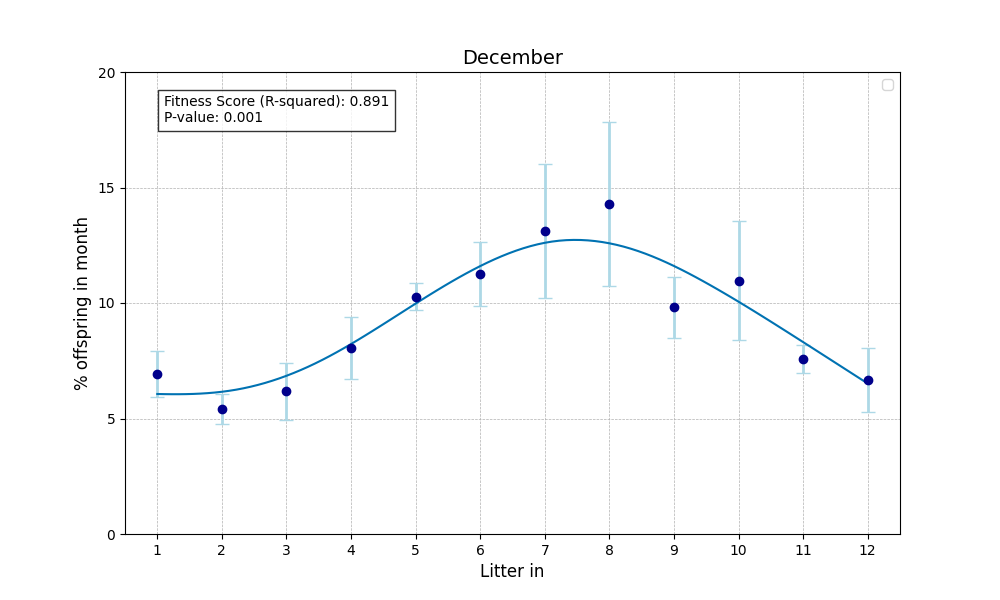 December
Fitness Score (R-squared): 0.891
P-value: 0.001
% offspring in month
20
15
10
5
0
1 2 3 4 5 6 7 8 9 10 11 12
Litter in